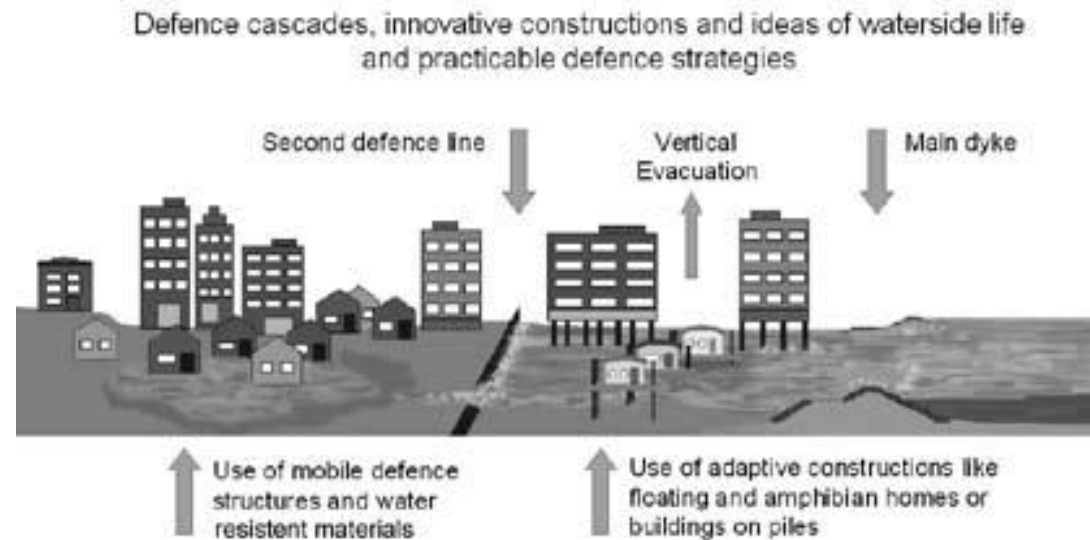 Defence cascades, innovative constructions and ideas of waterside life
and practicable defence strategies
Second defence line
Vertical
Evacuation
Main dyke
Use of mobile defence
structures and water
resistent materials
Use of adaptive constructions like
floating and amphibian homes or
buildings on piles